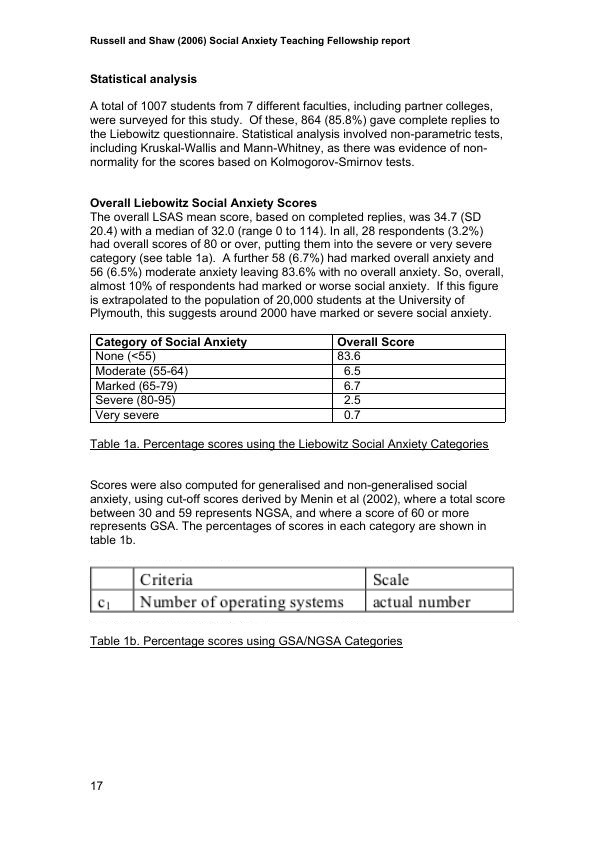 Russell and Shaw (2006) Social Anxiety Teaching Fellowship report
Statistical analysis
A total of 1007 students from 7 different faculties, including partner colleges,
were surveyed for this study.  Of these, 864 (85.8%) gave complete replies to
the Liebowitz questionnaire. Statistical analysis involved non-parametric tests,
including Kruskal-Wallis and Mann-Whitney, as there was evidence of non-
normality for the scores based on Kolmogorov-Smirnov tests.
Overall Liebowitz Social Anxiety Scores
The overall LSAS mean score, based on completed replies, was 34.7 (SD
20.4) with a median of 32.0 (range 0 to 114). In all, 28 respondents (3.2%)
had overall scores of 80 or over, putting them into the severe or very severe
category (see table 1a).  A further 58 (6.7%) had marked overall anxiety and
56 (6.5%) moderate anxiety leaving 83.6% with no overall anxiety. So, overall,
almost 10% of respondents had marked or worse social anxiety.  If this figure
is extrapolated to the population of 20,000 students at the University of
Plymouth, this suggests around 2000 have marked or severe social anxiety.
Category of Social Anxiety Overall Score
None (<55) 83.6
Moderate (55-64) 6.5
Marked (65-79) 6.7
Severe (80-95) 2.5
Very severe 0.7
Table 1a. Percentage scores using the Liebowitz Social Anxiety Categories
Scores were also computed for generalised and non-generalised social
anxiety, using cut-off scores derived by Menin et al (2002), where a total score
between 30 and 59 represents NGSA, and where a score of 60 or more
represents GSA. The percentages of scores in each category are shown in
table 1b.
Criteria Scale
c1 Number of operating systems actual number
Table 1b. Percentage scores using GSA/NGSA Categories
17